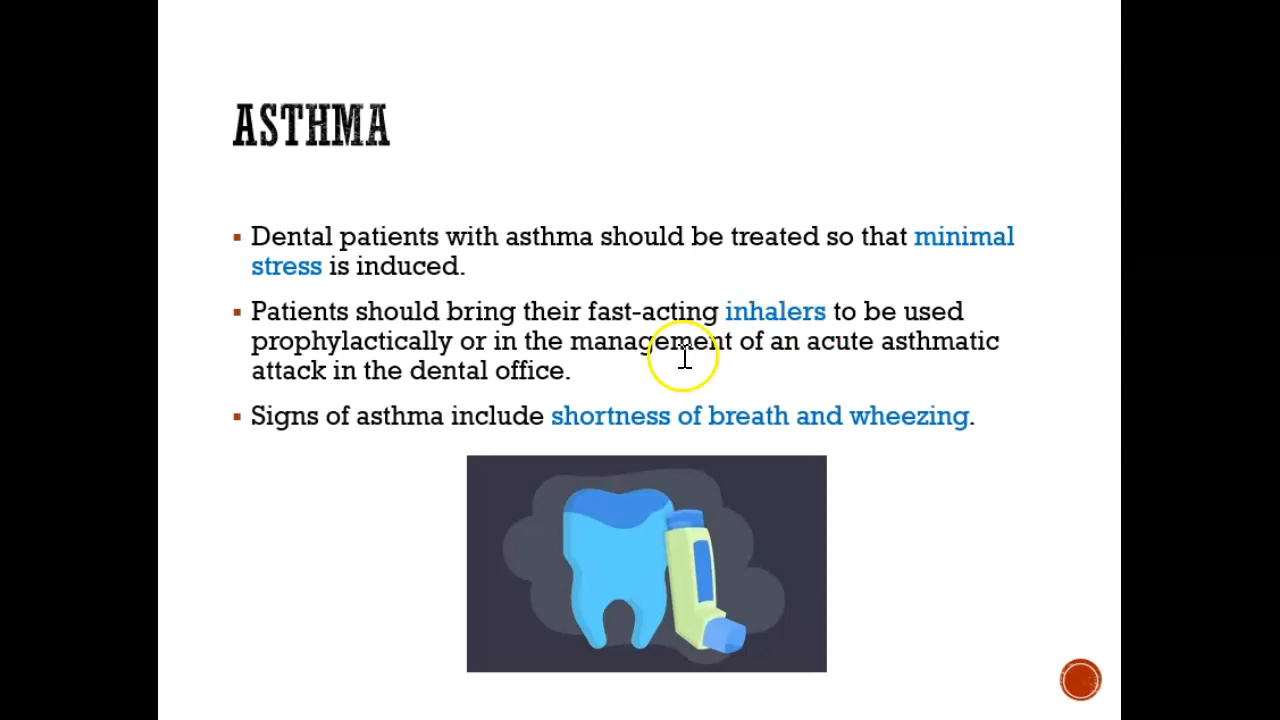 ASTHMA
▪ Dental patients with asthma should be treated so that minimal
stress is induced.
▪ Patients should bring their fast-acting inhalers to be used
prophylactically or in the management of an acute asthmatic
attack in the dental office.
▪ Signs of asthma include shortness of breath and wheezing.